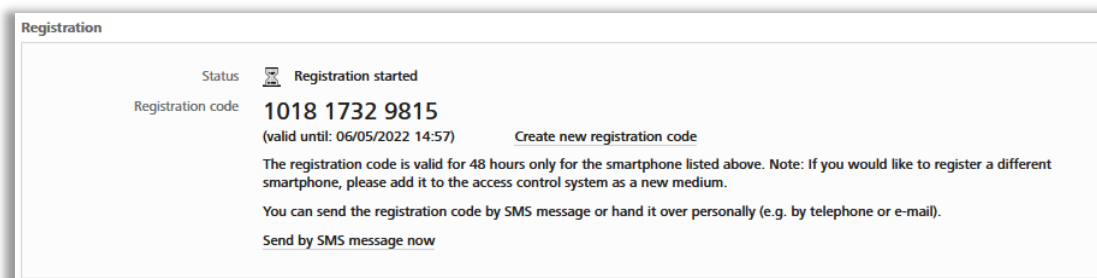 Registration
Status Registration started
Registration code 1018 1732 9815
(valid until: 06/05/2022 14:57) Create new registration code
The registration code is valid for 48 hours only for the smartphone listed above. Note: If you would like to register a different
smartphone, please add it to the access control system as a new medium.
You can send the registration code by SMS message or hand it over personally (e.g. by telephone or e-mail).
Send by SMS message now